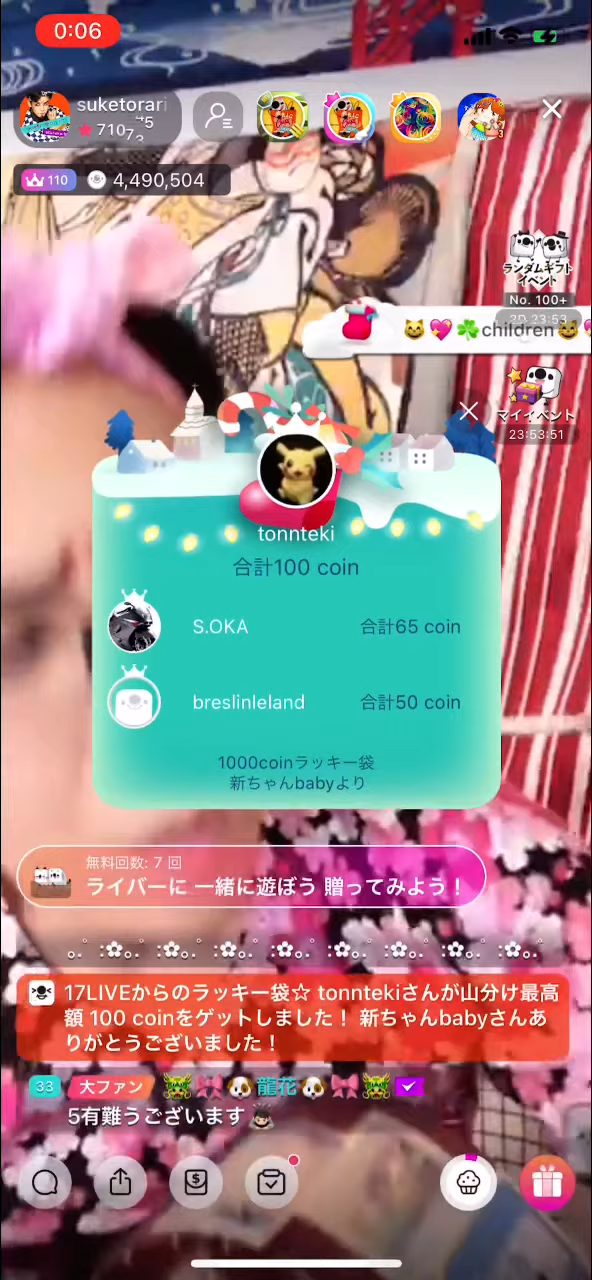 0:06
suketorari
110
4,490,504
ランダムギフト
イベント
No. 100+
children
マイイベント
23:53:51
tonnteki
合計100 coin
S.OKA 合計65 coin
breslinleland 合計50 coin
1000coinラッキー袋
新ちゃんbabyより
無料回数: 7 回
ライバーに 一緒に遊ぼう 贈ってみよう！
17LIVEからのラッキー袋☆ tonntekiさんが山分け最高
額 100 coinをゲットしました！ 新ちゃんbabyさんあ
りがとうございました！
33 大ファン 🐲🎀🐶龍花🐶🎀🐲
5有難うございます